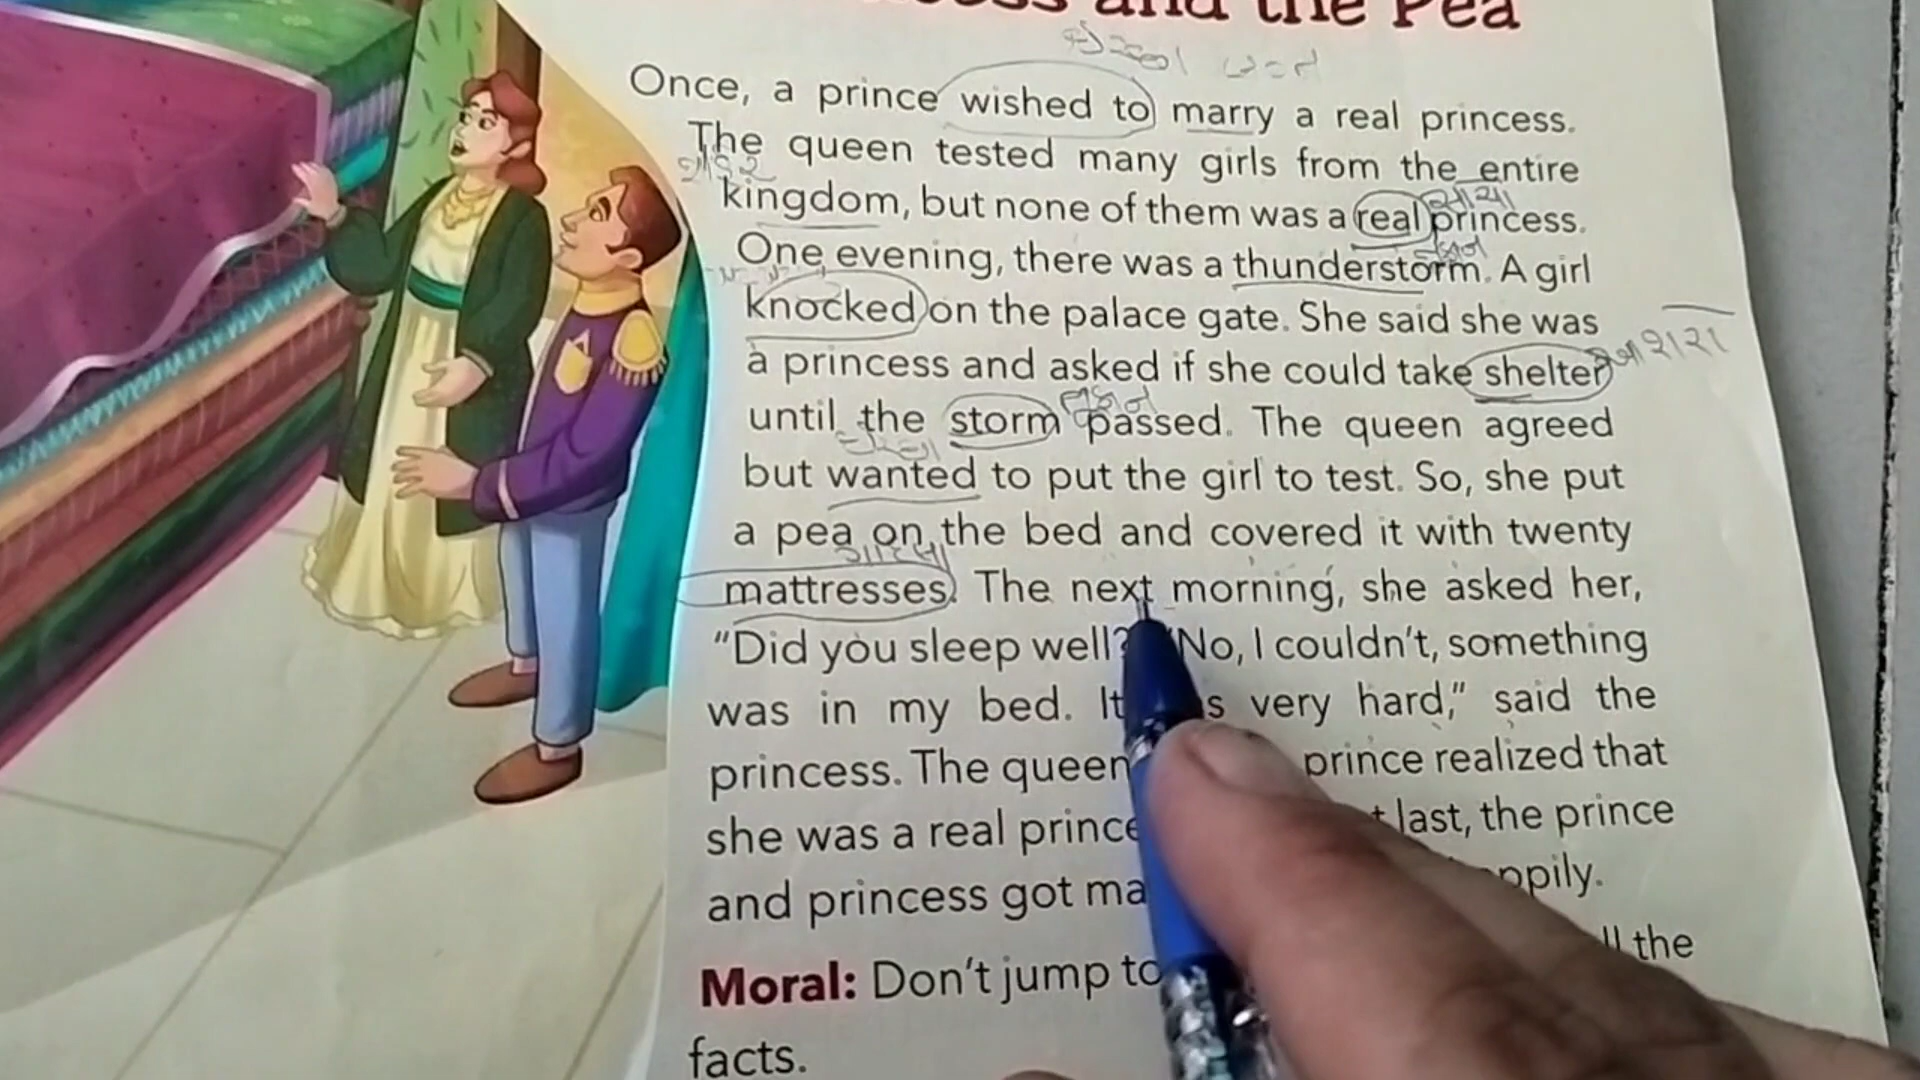 and the Pea
Once, a prince wished to marry a real princess.
The queen tested many girls from the entire
kingdom, but none of them was a real princess.
One evening, there was a thunderstorm. A girl
knocked on the palace gate. She said she was
a princess and asked if she could take shelter
until the storm passed. The queen agreed
but wanted to put the girl to test. So, she put
a pea on the bed and covered it with twenty
mattresses. The next morning, she asked her,
"Did you sleep well? "No, I couldn't, something
was in my bed. It very hard," said the
princess. The queen prince realized that
she was a real last, the prince
and princess got
Moral: Don't jump to the
facts.